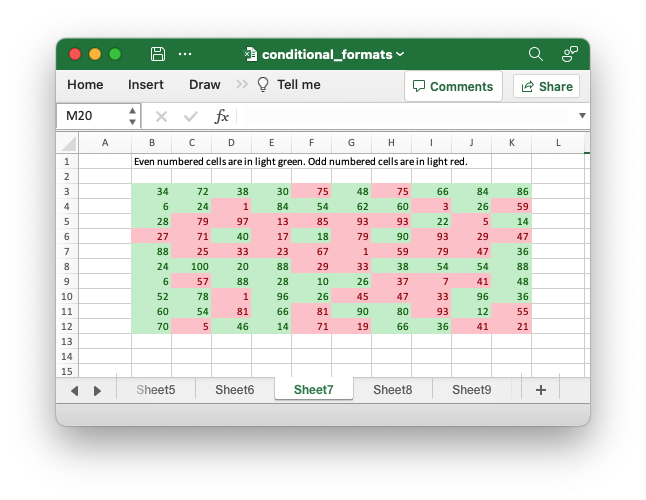 conditional_formats
Home Insert Draw Tell me Comments Share
M20 fx
A B C D E F G H I J K L
1 Even numbered cells are in light green. Odd numbered cells are in light red.
2
3 34 72 38 30 75 48 75 66 84 86
4 6 24 1 84 54 62 60 3 26 59
5 28 79 97 13 85 93 93 22 5 14
6 27 71 40 17 18 79 90 93 29 47
7 88 25 33 23 67 1 59 79 47 36
8 24 100 20 88 29 33 38 54 54 88
9 6 57 88 28 10 26 37 7 41 48
10 52 78 1 96 26 45 47 33 96 36
11 60 54 81 66 81 90 80 93 12 55
12 70 5 46 14 71 19 66 36 41 21
13
14
15
Sheet5 Sheet6 Sheet7 Sheet8 Sheet9 +